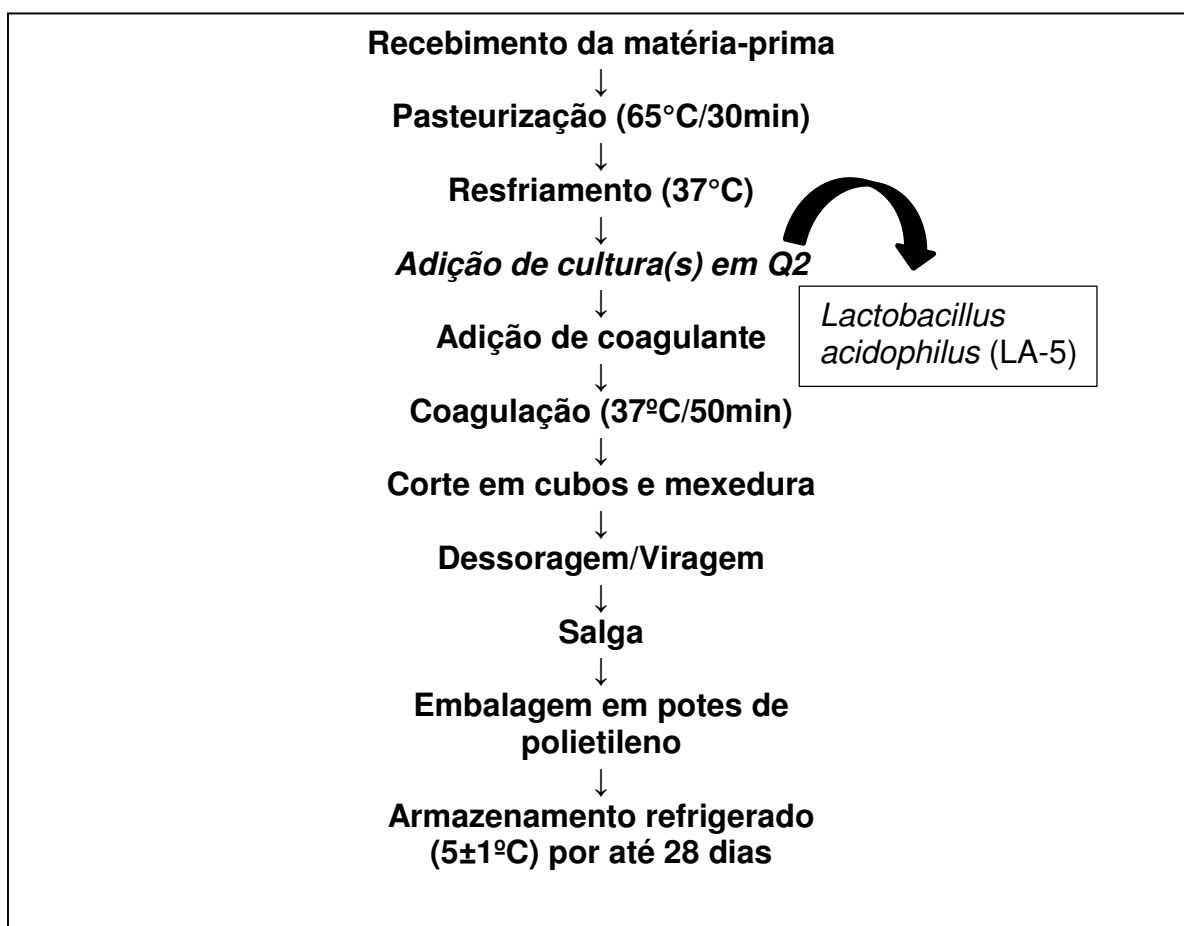 Recebimento da matéria-prima
↓
Pasteurização (65°C/30min)
↓
Resfriamento (37°C)
↓
Adição de cultura(s) em Q2
↓
Lactobacillus
acidophilus (LA-5)
Adição de coagulante
↓
Coagulação (37ºC/50min)
↓
Corte em cubos e mexedura
↓
Dessoragem/Viragem
↓
Salga
↓
Embalagem em potes de
polietileno
↓
Armazenamento refrigerado
(5±1ºC) por até 28 dias